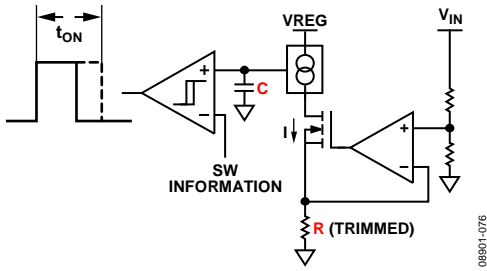 tON
VREG
VIN
+
C
−
I
SW
INFORMATION
+
−
R (TRIMMED)
08901-076